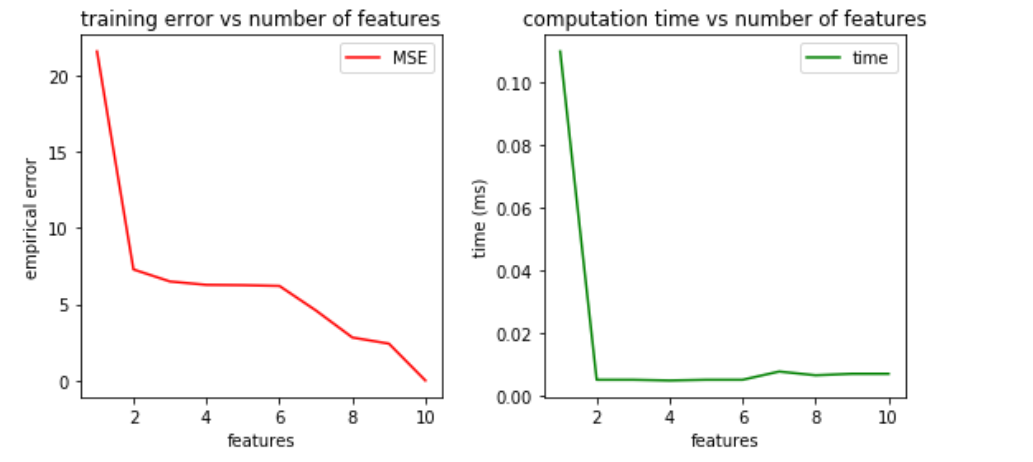 training error vs number of features
MSE
20
15
10
5
0
empirical error
2 4 6 8 10
features
computation time vs number of features
time
0.10
0.08
0.06
0.04
0.02
0.00
time (ms)
2 4 6 8 10
features